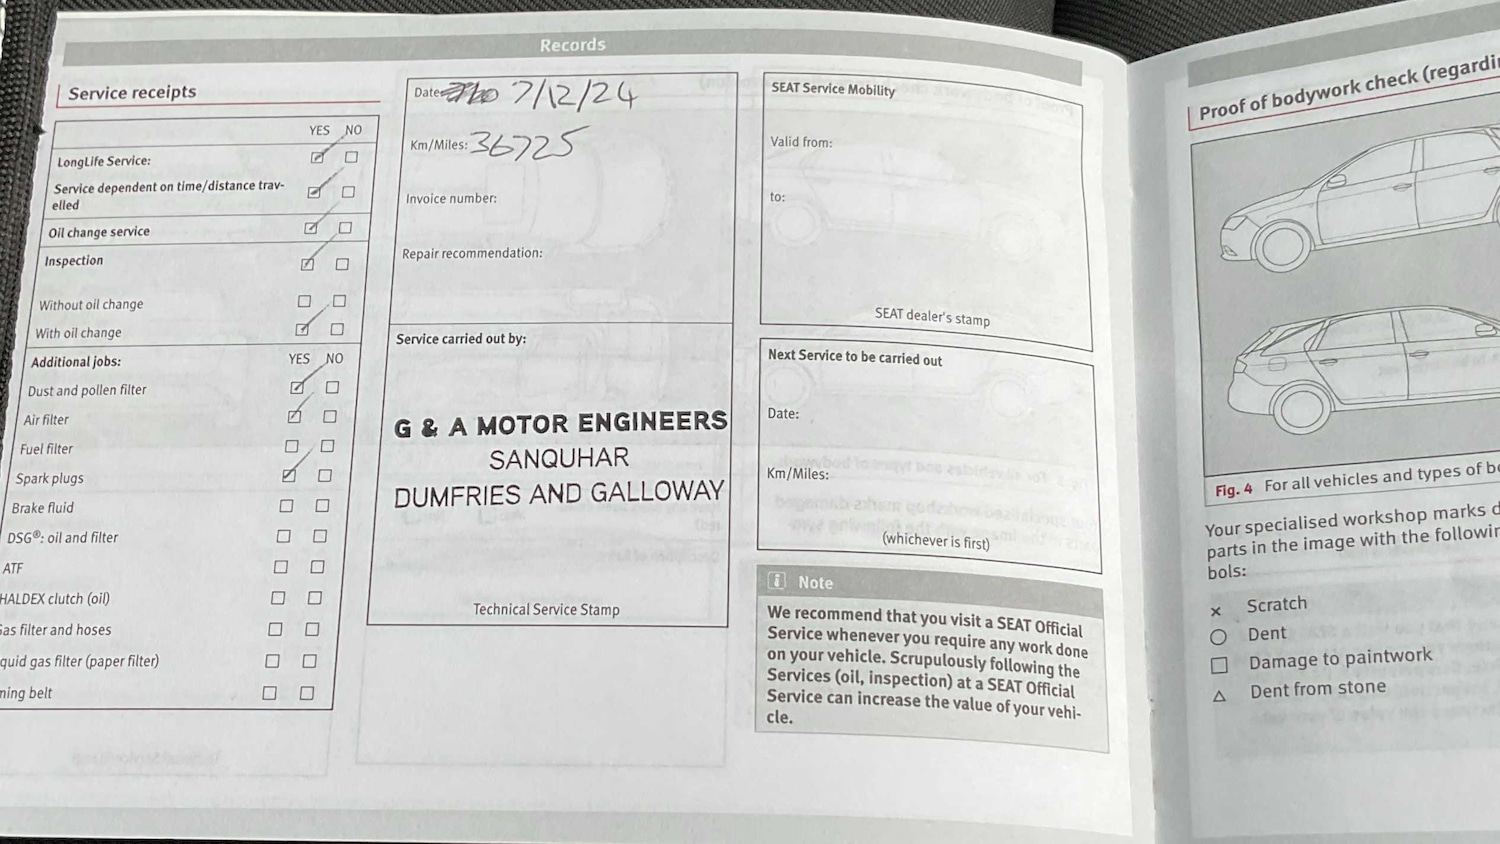 Records
Service receipts
YES NO
LongLife Service:
Service dependent on time/distance trav-
elled
Oil change service
Inspection
Without oil change
With oil change
Additional jobs: YES NO
Dust and pollen filter
Air filter
Fuel filter
Spark plugs
Brake fluid
DSG®: oil and filter
ATF
HALDEX clutch (oil)
Gas filter and hoses
quid gas filter (paper filter)
ning belt
Date 7/12/24
Km/Miles: 36725
Invoice number:
Repair recommendation:
Service carried out by:
G & A MOTOR ENGINEERS
SANQUHAR
DUMFRIES AND GALLOWAY
Technical Service Stamp
SEAT Service Mobility
Valid from:
to:
SEAT dealer's stamp
Next Service to be carried out
Date:
Km/Miles:
(whichever is first)
i Note
We recommend that you visit a SEAT Official
Service whenever you require any work done
on your vehicle. Scrupulously following the
Services (oil, inspection) at a SEAT Official
Service can increase the value of your vehi-
cle.
Proof of bodywork check (regardi
Fig. 4 For all vehicles and types of b
Your specialised workshop marks d
parts in the image with the followin
bols:
Scratch
Dent
Damage to paintwork
Dent from stone